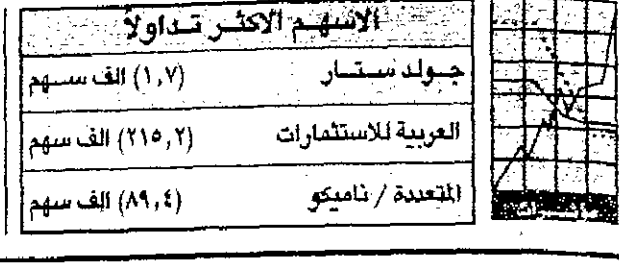 الاسهم الاكثر تداولاً
جولد ستار (١,٧) الف سهم
العربية للاستثمارات (٢١٥,٢) الف سهم
المتعددة / ناميكو (٨٩,٤) الف سهم